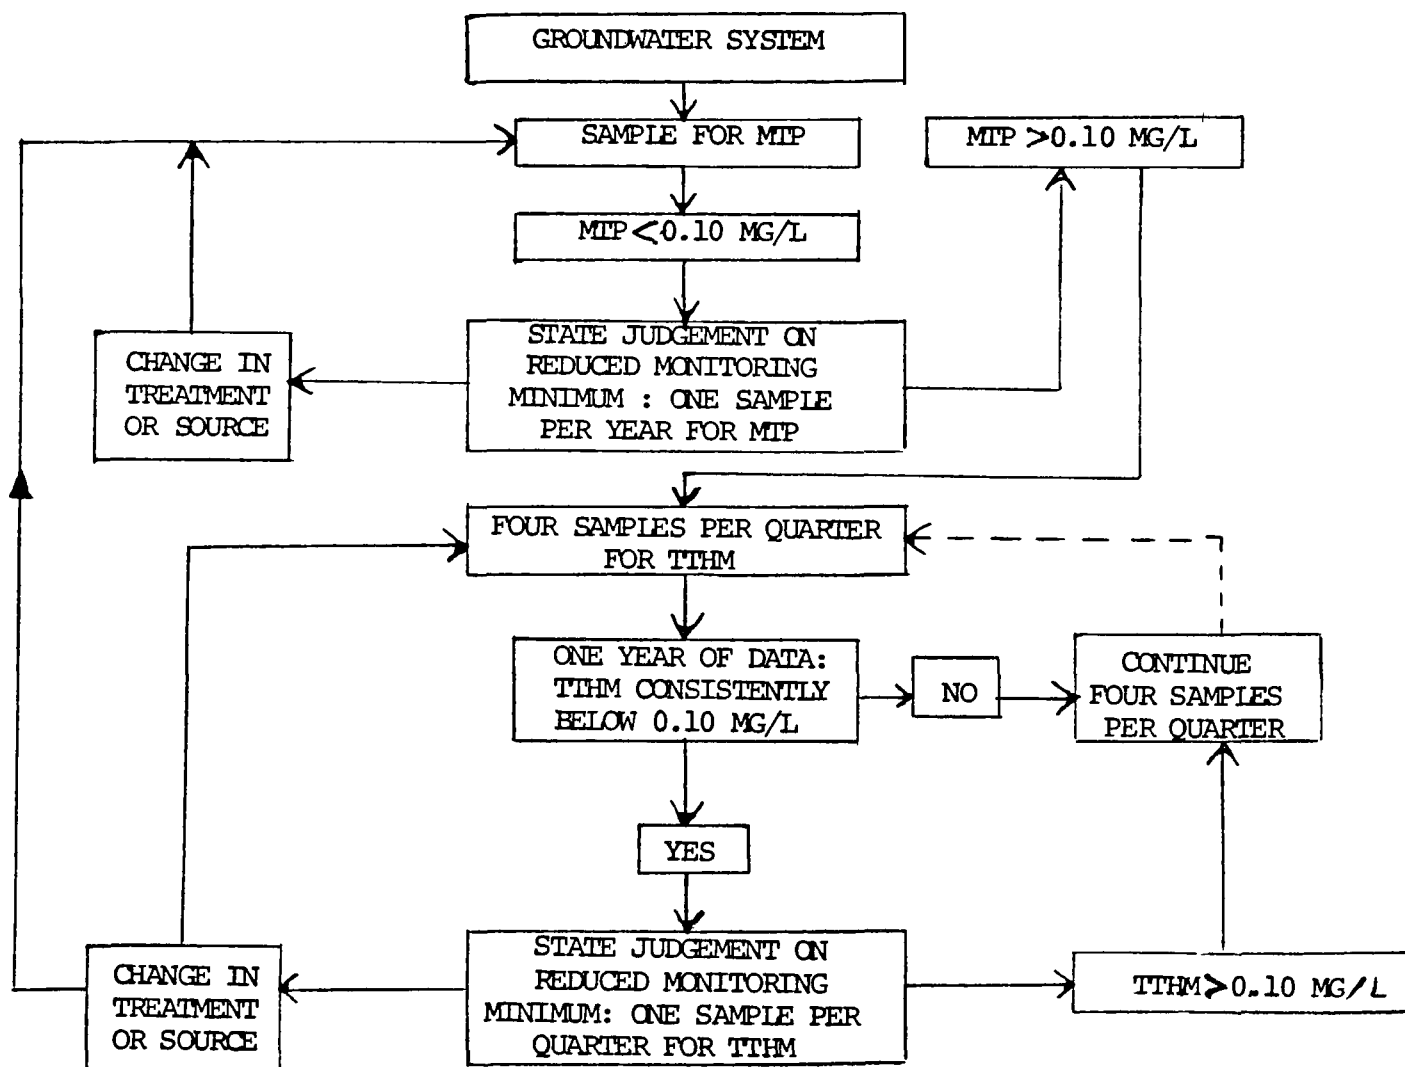 GROUNDWATER SYSTEM
SAMPLE FOR MTP
MTP >0.10 MG/L
MTP <0.10 MG/L
CHANGE IN
TREATMENT
OR SOURCE
STATE JUDGEMENT ON
REDUCED MONITORING
MINIMUM : ONE SAMPLE
PER YEAR FOR MTP
FOUR SAMPLES PER QUARTER
FOR TTHM
ONE YEAR OF DATA:
TTHM CONSISTENTLY
BELOW 0.10 MG/L
NO
CONTINUE
FOUR SAMPLES
PER QUARTER
YES
CHANGE IN
TREATMENT
OR SOURCE
STATE JUDGEMENT ON
REDUCED MONITORING
MINIMUM: ONE SAMPLE PER
QUARTER FOR TTHM
TTHM >0.10 MG/L